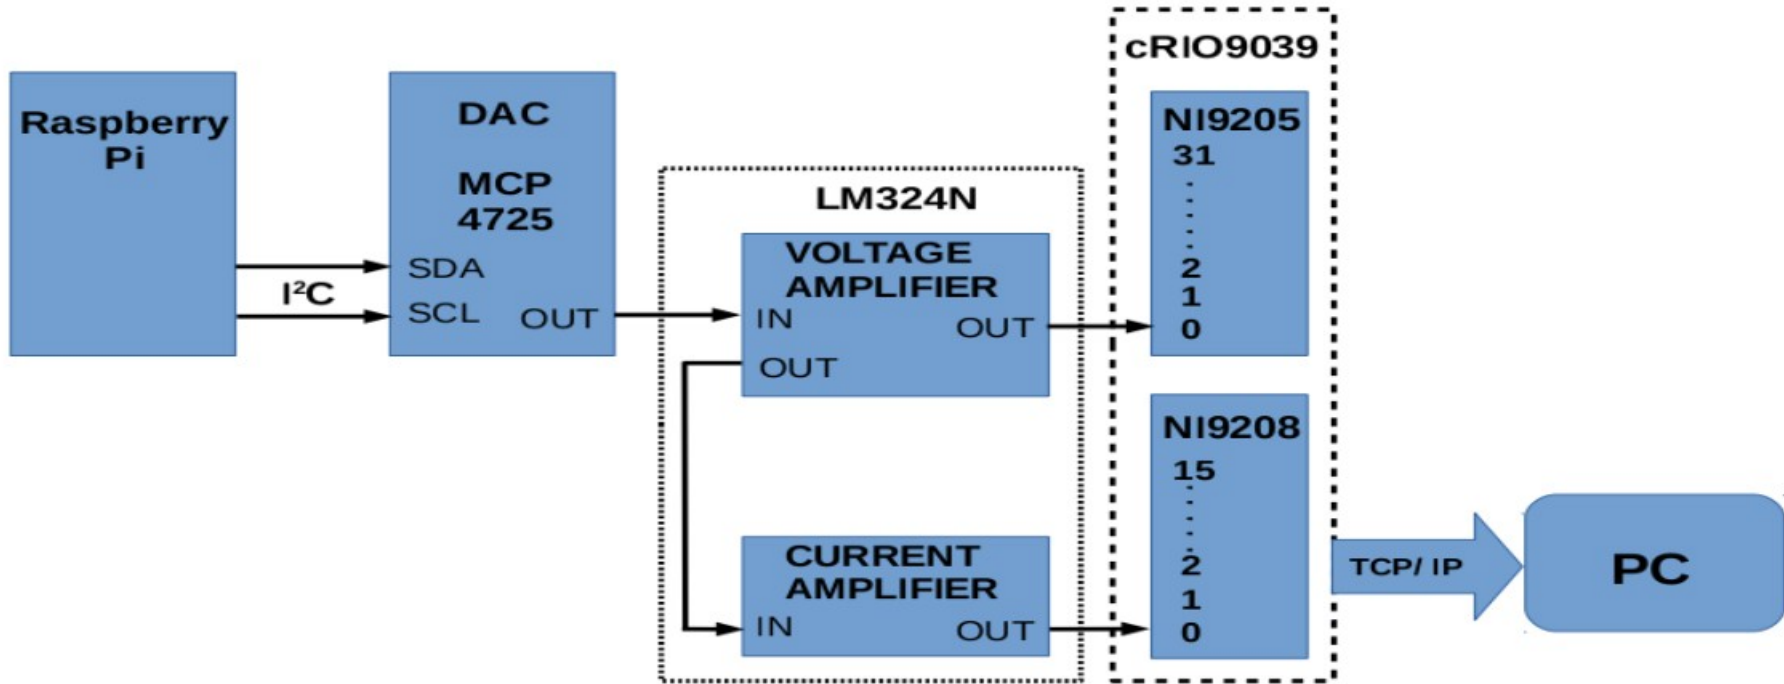 Raspberry
Pi
I²C
DAC
MCP
4725
SDA
SCL
OUT
LM324N
VOLTAGE
AMPLIFIER
IN
OUT
OUT
CURRENT
AMPLIFIER
IN
OUT
cRIO9039
NI9205
31
2
1
0
NI9208
15
2
1
0
TCP/ IP
PC